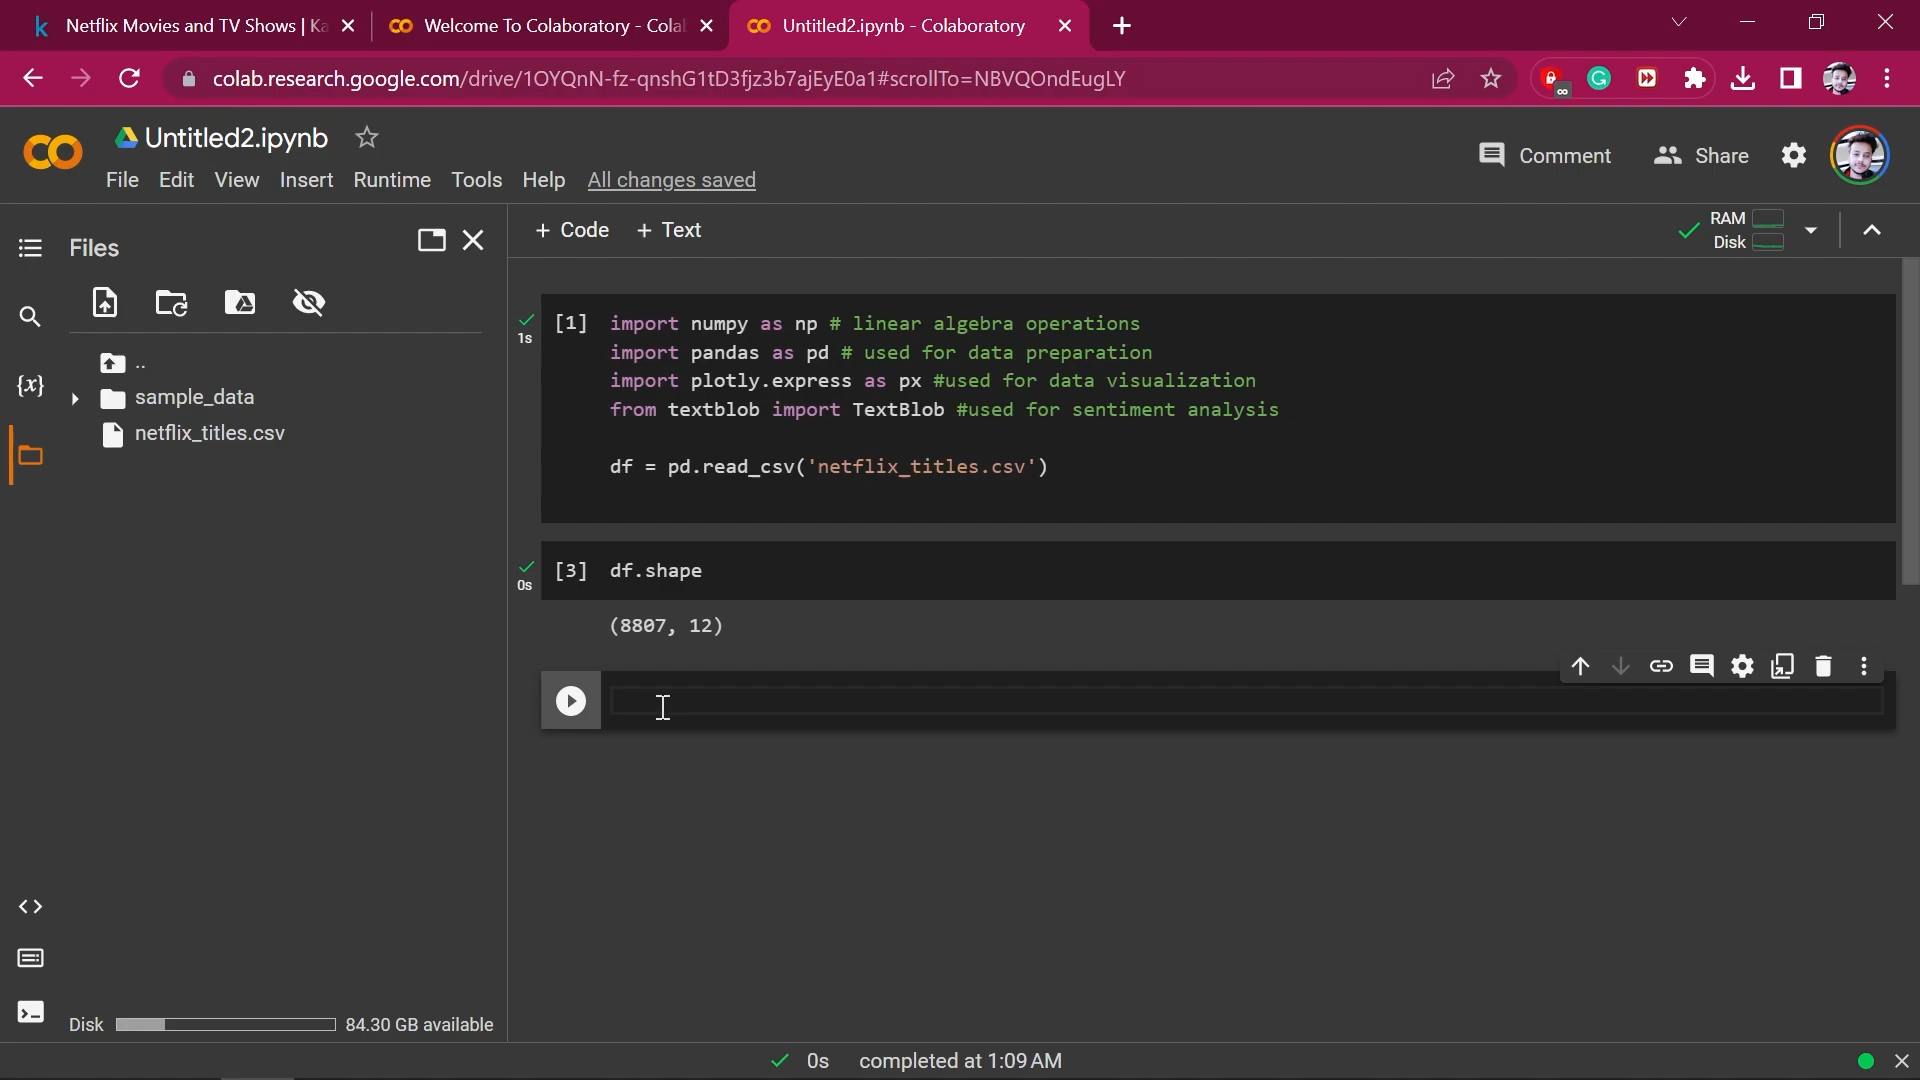 Netflix Movies and TV Shows | Ka
Welcome To Colaboratory - Colab
Untitled2.ipynb - Colaboratory
colab.research.google.com/drive/1OYQnN-fz-qnshG1tD3fjz3b7ajEyE0a1#scrollTo=NBVQOndEugLY
Untitled2.ipynb
Comment
Share
File Edit View Insert Runtime Tools Help All changes saved
Files
+ Code + Text
RAM
Disk
..
sample_data
netflix_titles.csv
1s
[1] import numpy as np # linear algebra operations
import pandas as pd # used for data preparation
import plotly.express as px #used for data visualization
from textblob import TextBlob #used for sentiment analysis
df = pd.read_csv('netflix_titles.csv')
0s
[3] df.shape
(8807, 12)
{x}
Disk 84.30 GB available
0s completed at 1:09 AM